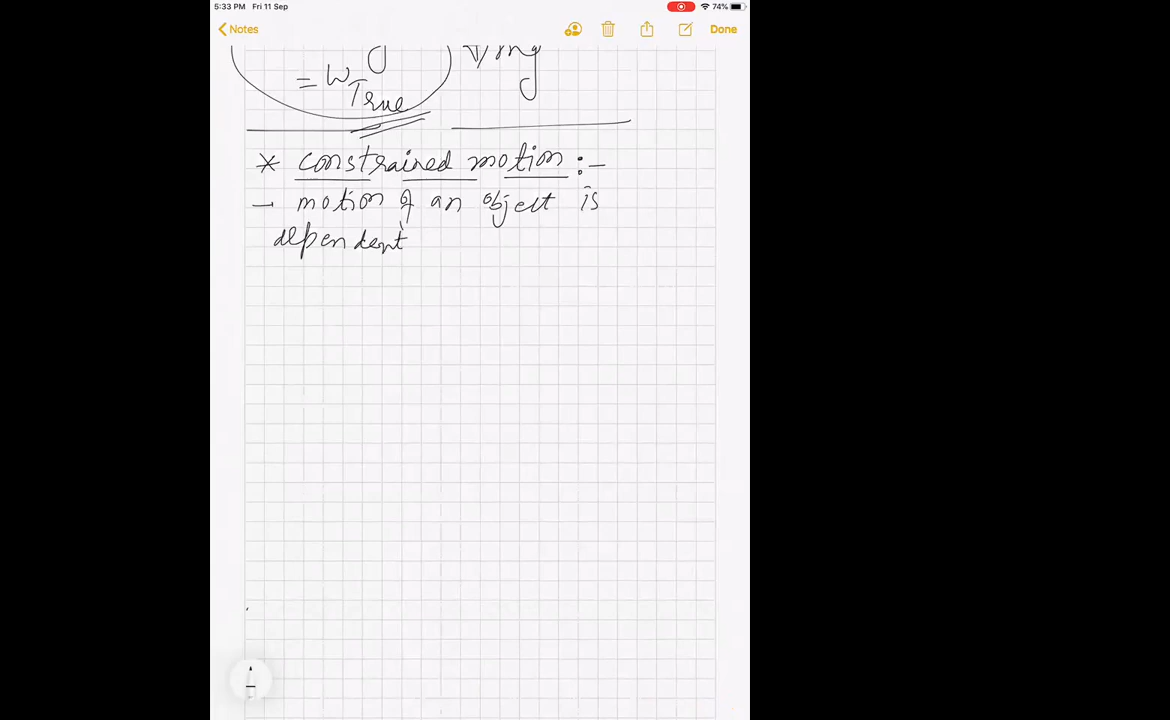 5:33 PM Fri 11 Sep
74%
Notes
Done
= W True
* constrained motion :-
→ motion of an object is
dependent